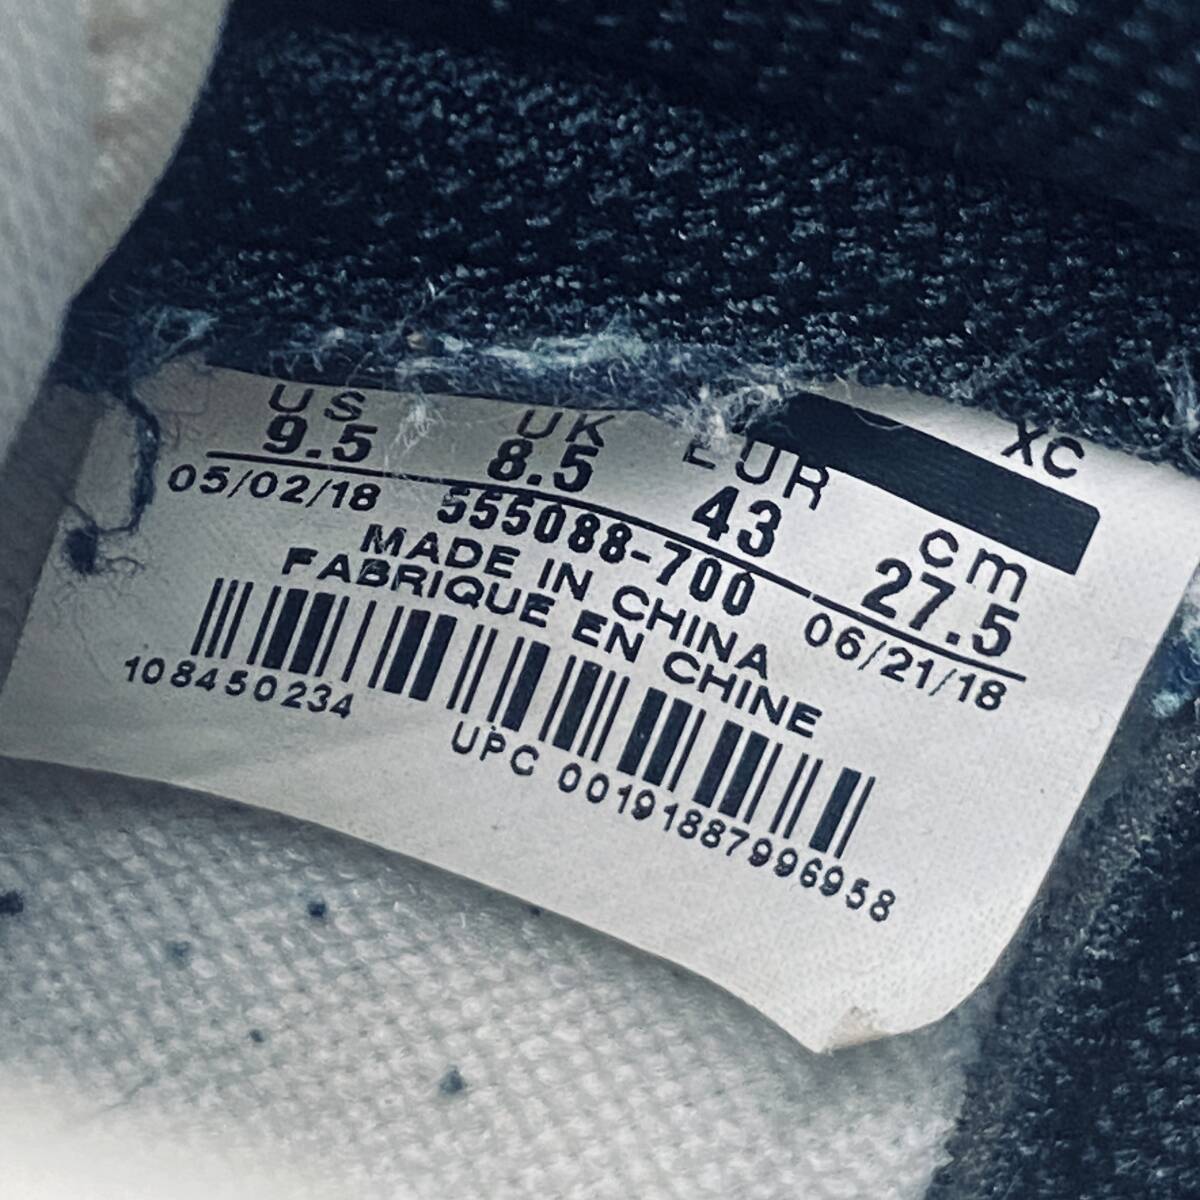 XC
US UK EUR cm
9.5 8.5 43 27.5
05/02/18 555088-700 06/21/18
MADE IN CHINA
FABRIQUE EN CHINE
108450234
UPC 00191887996958